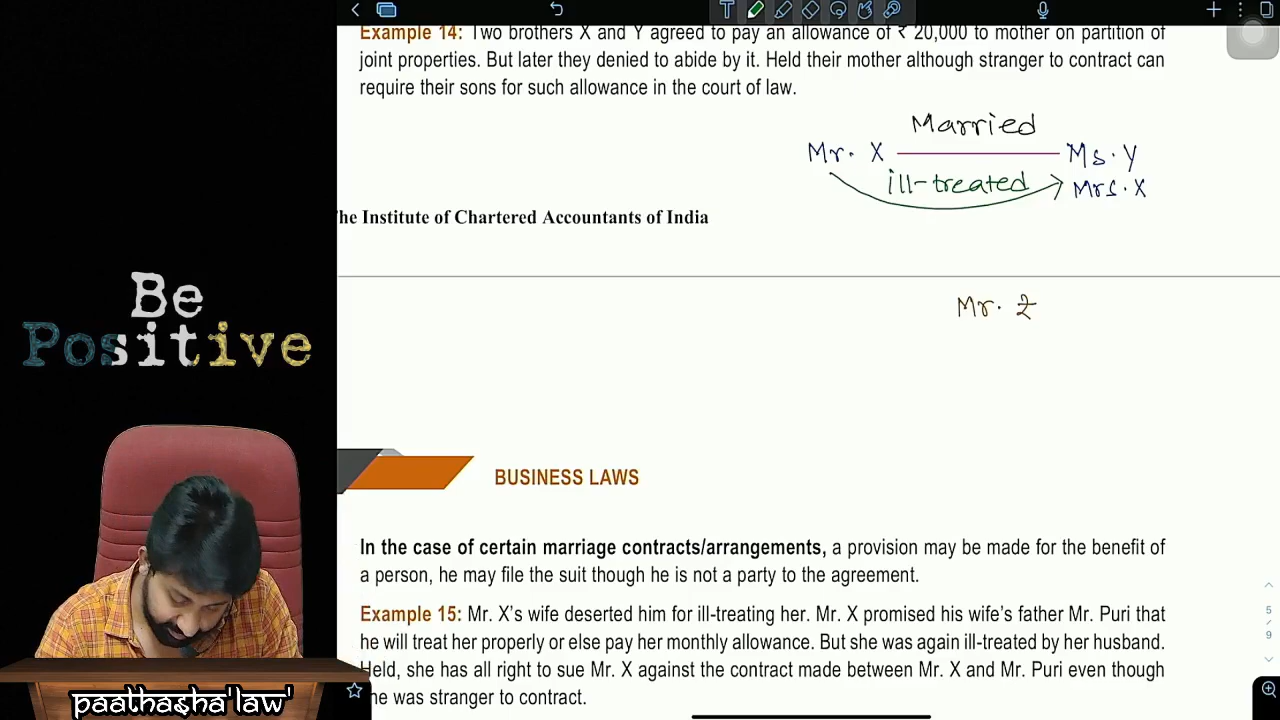 Example 14: Two brothers X and Y agreed to pay an allowance of ₹ 20,000 to mother on partition of
joint properties. But later they denied to abide by it. Held their mother although stranger to contract can
require their sons for such allowance in the court of law.
Married
Mr. X Ms. Y
ill-treated Mrs. X
he Institute of Chartered Accountants of India
Mr. Z
Be
Positive
BUSINESS LAWS
In the case of certain marriage contracts/arrangements, a provision may be made for the benefit of
a person, he may file the suit though he is not a party to the agreement.
Example 15: Mr. X's wife deserted him for ill-treating her. Mr. X promised his wife's father Mr. Puri that
he will treat her properly or else pay her monthly allowance. But she was again ill-treated by her husband.
Held, she has all right to sue Mr. X against the contract made between Mr. X and Mr. Puri even though
he was stranger to contract.
paathasha'law'
5
/
9